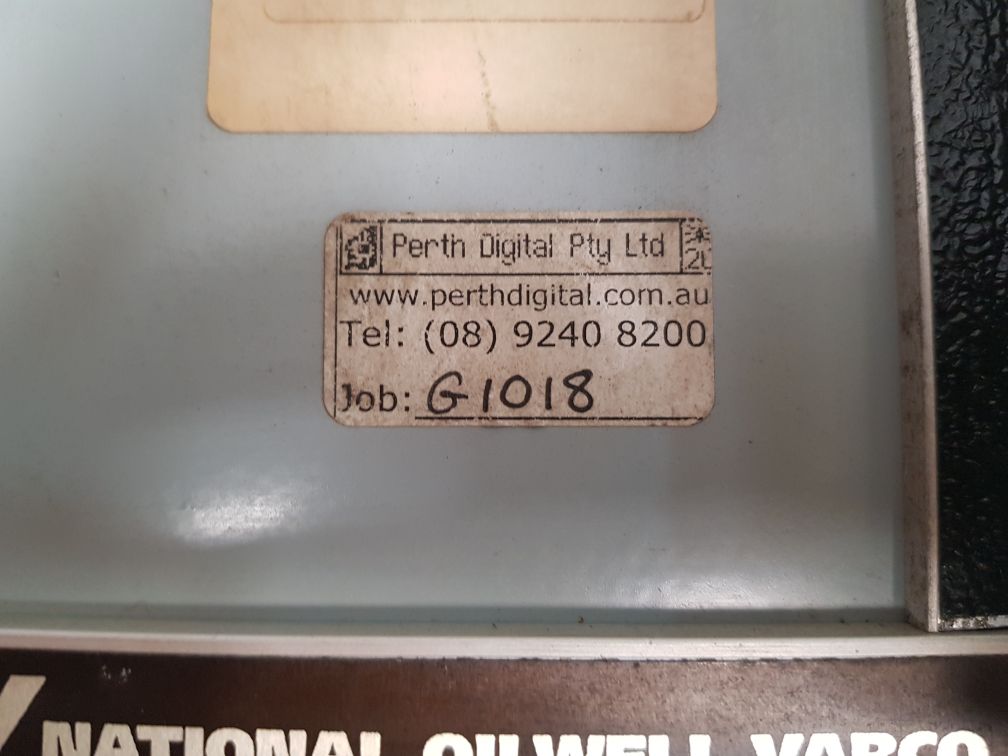 Perth Digital Pty Ltd
www.perthdigital.com.au
Tel: (08) 9240 8200
Job: G1018
NATIONAL OILWELL VARCO